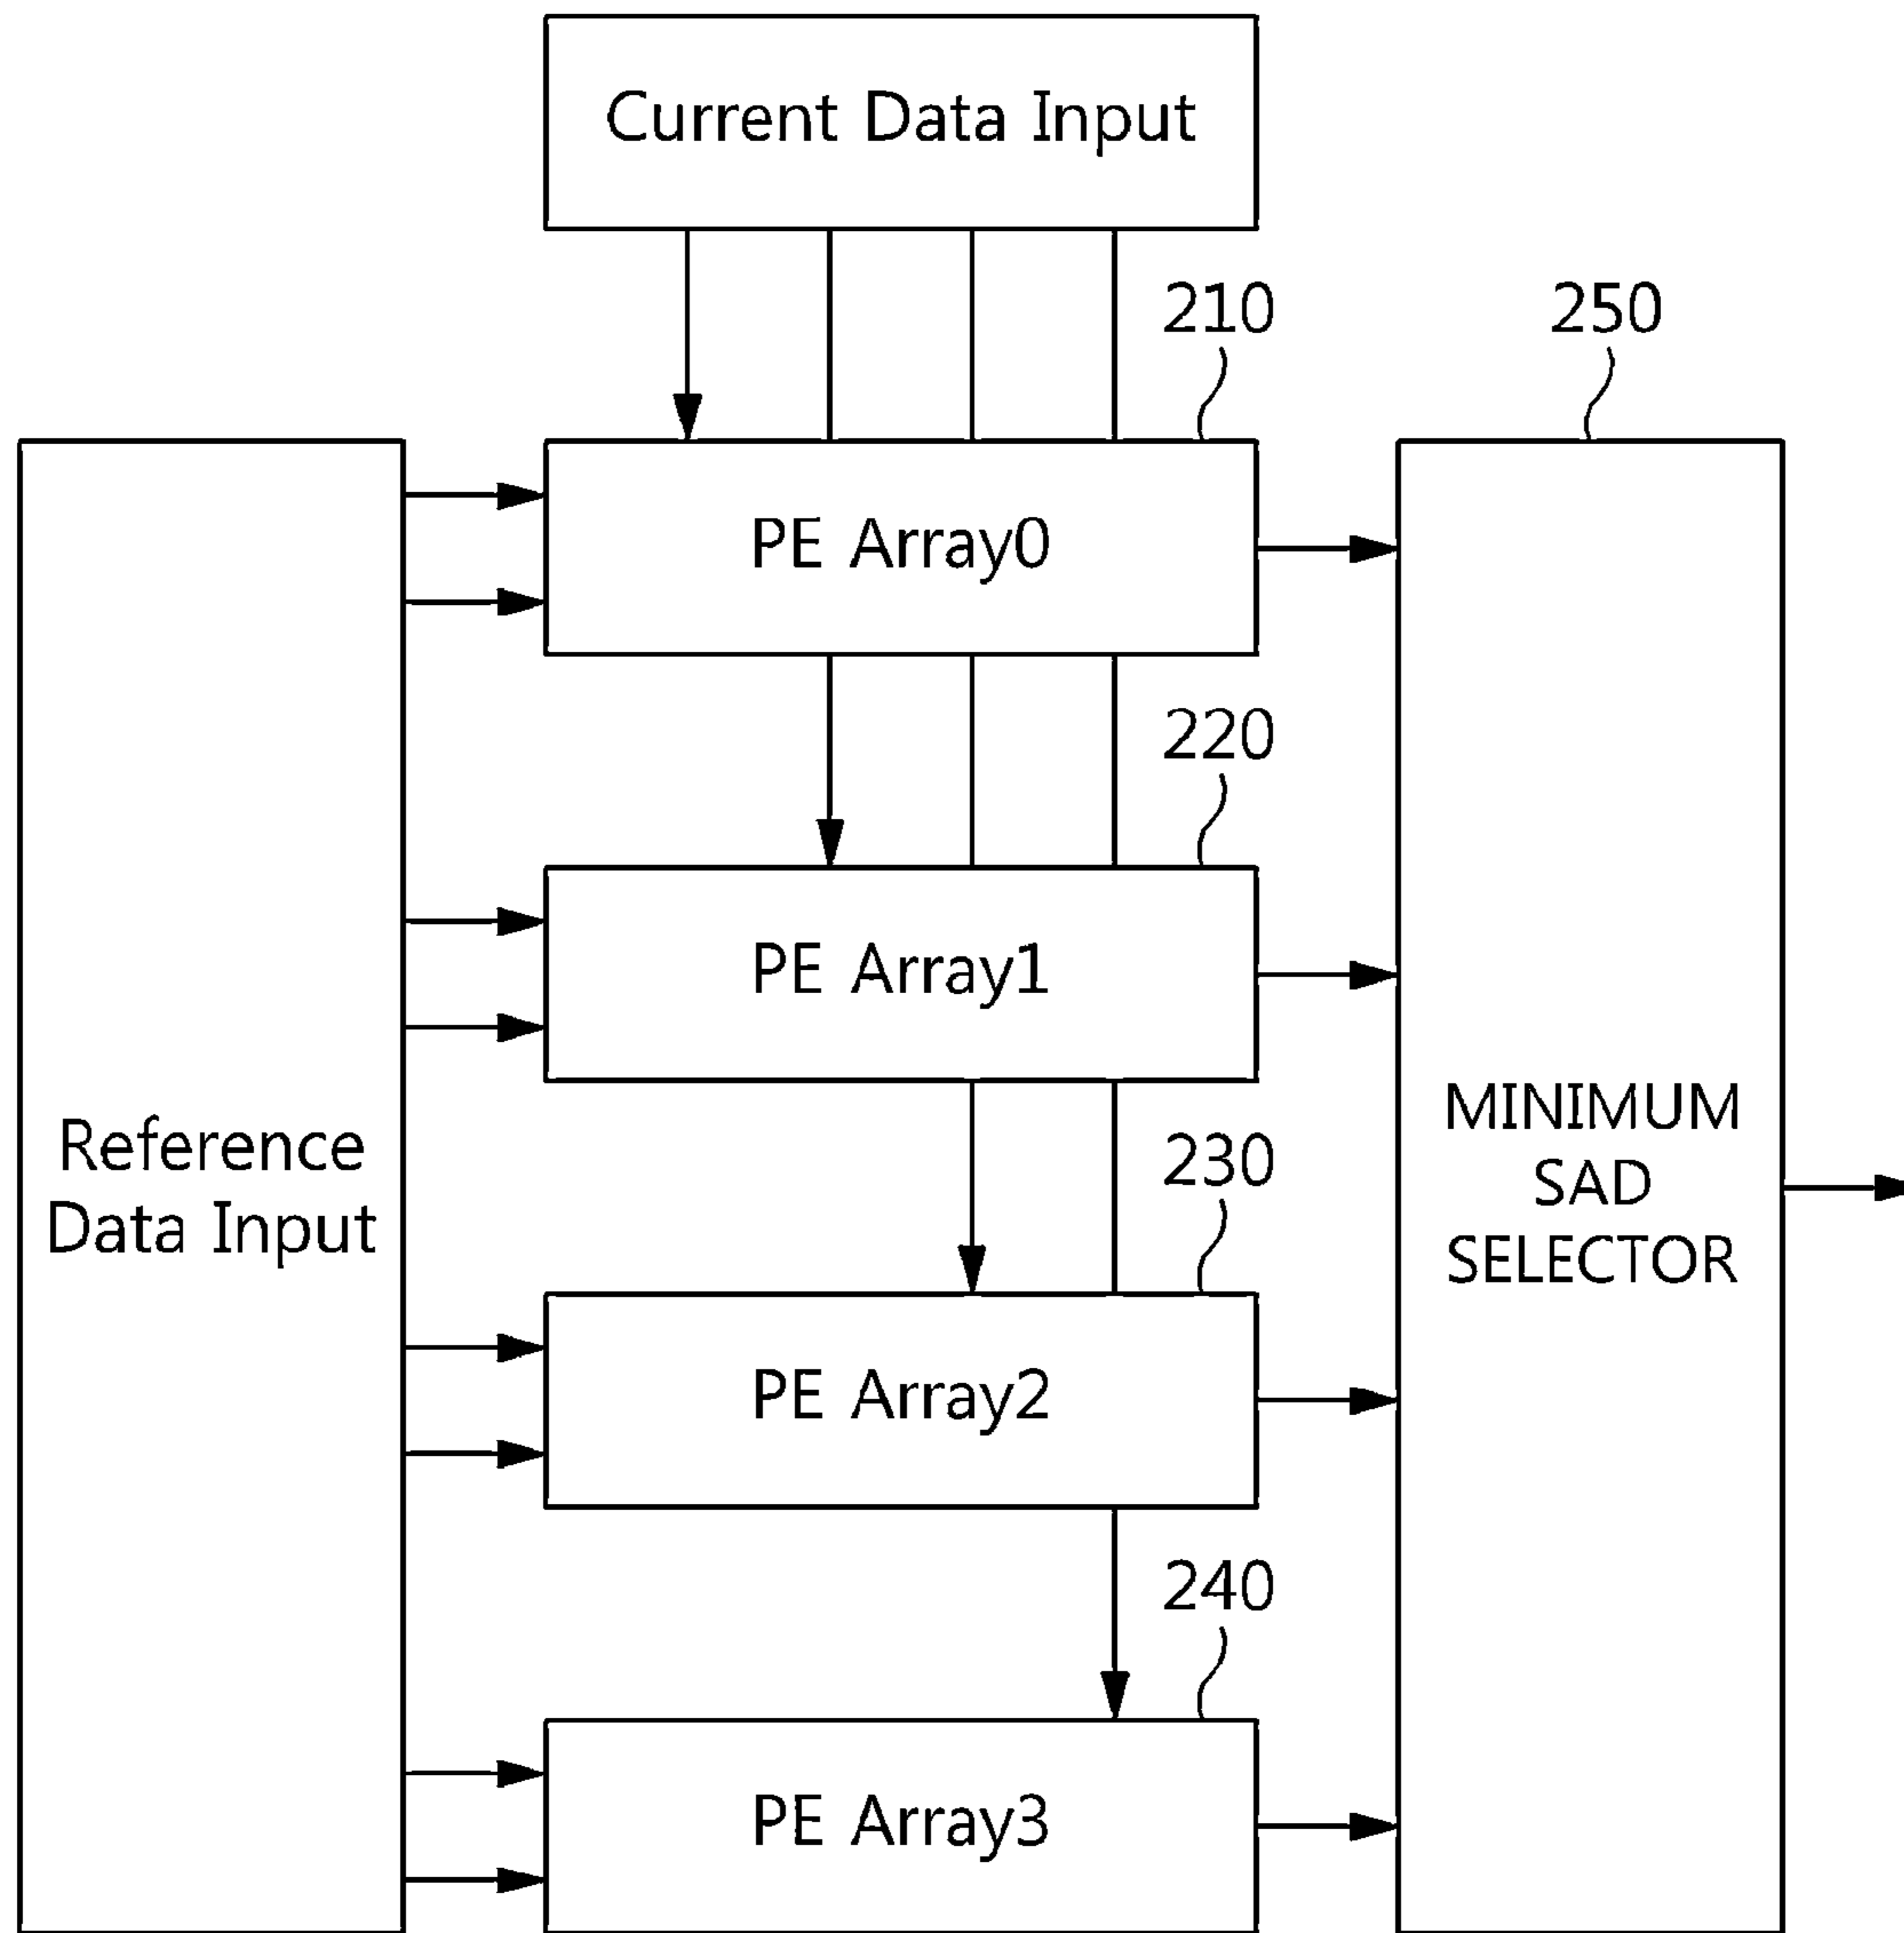 Current Data Input
210
250
PE Array0
220
PE Array1
Reference
Data Input
MINIMUM
SAD
SELECTOR
230
PE Array2
240
PE Array3